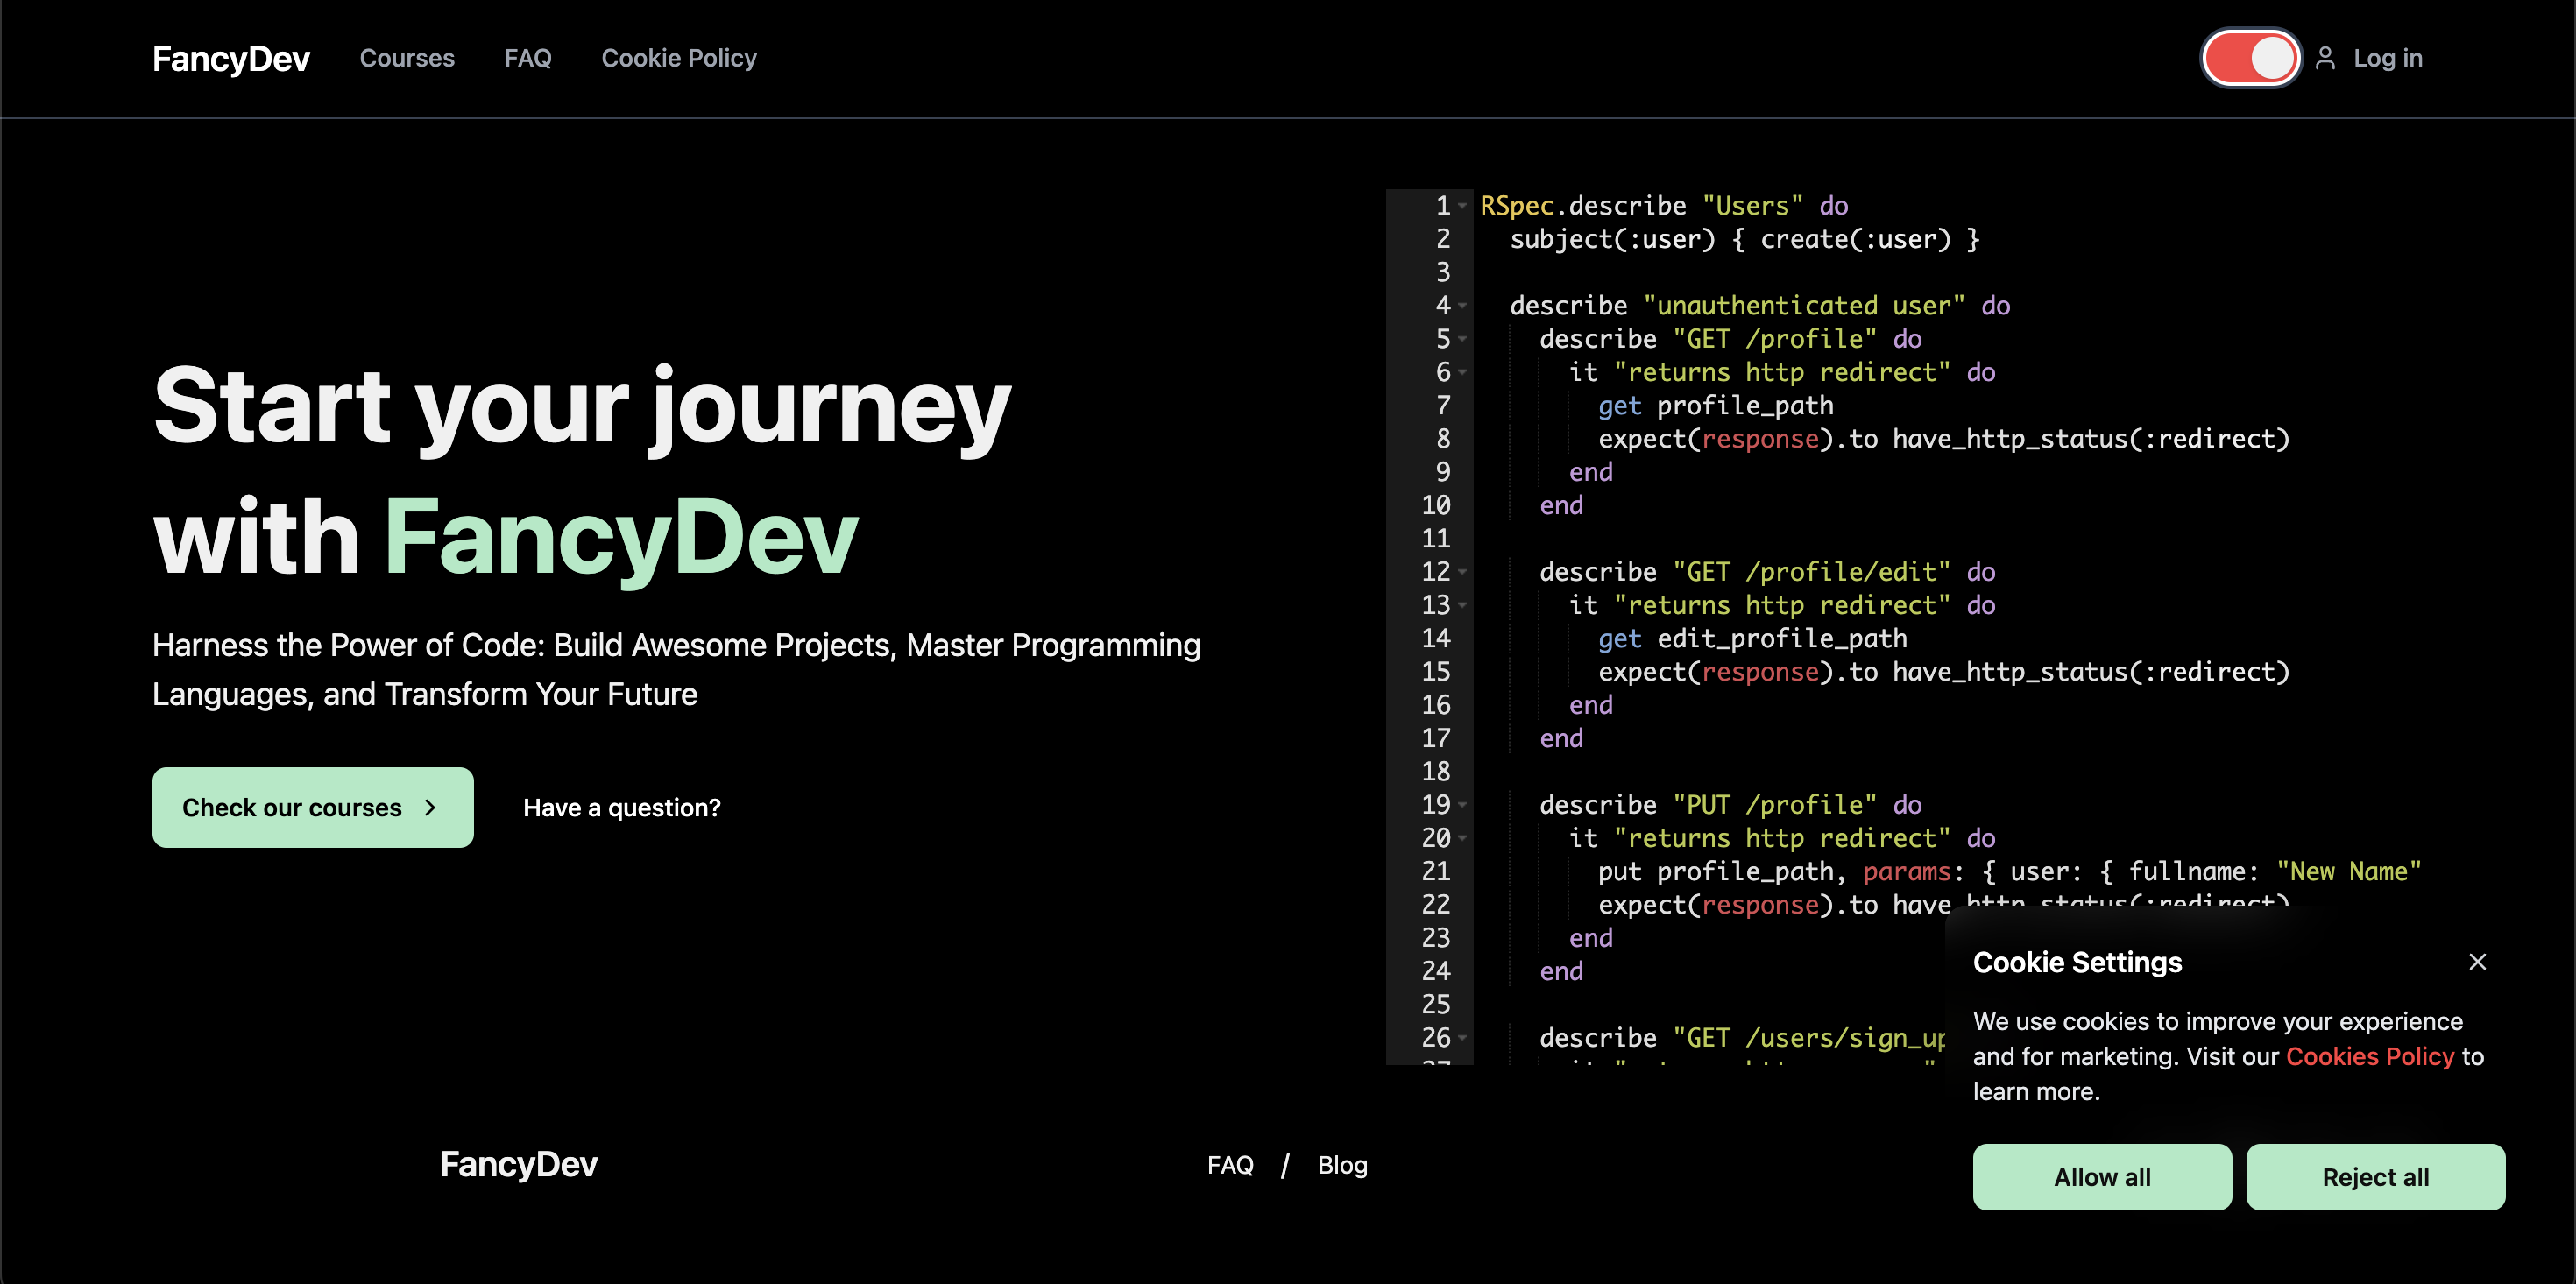 FancyDev Courses FAQ Cookie Policy Log in
Start your journey
with FancyDev
Harness the Power of Code: Build Awesome Projects, Master Programming
Languages, and Transform Your Future
Check our courses Have a question?
1 RSpec.describe "Users" do
2 subject(:user) { create(:user) }
3
4 describe "unauthenticated user" do
5 describe "GET /profile" do
6 it "returns http redirect" do
7 get profile_path
8 expect(response).to have_http_status(:redirect)
9 end
10 end
11
12 describe "GET /profile/edit" do
13 it "returns http redirect" do
14 get edit_profile_path
15 expect(response).to have_http_status(:redirect)
16 end
17 end
18
19 describe "PUT /profile" do
20 it "returns http redirect" do
21 put profile_path, params: { user: { fullname: "New Name"
22 expect(response).to have_http_status(:redirect)
23 end
24 end
25
26 describe "GET /users/sign_up
Cookie Settings
We use cookies to improve your experience
and for marketing. Visit our Cookies Policy to
learn more.
Allow all Reject all
FancyDev FAQ / Blog